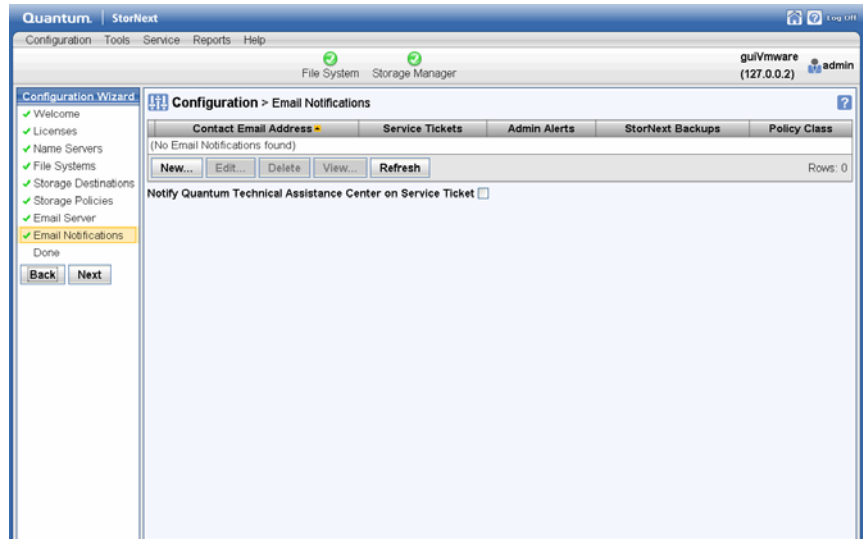 Quantum. StorNext
Log Off
Configuration Tools Service Reports Help
File System Storage Manager
guiVmware
(127.0.0.2)
admin
Configuration Wizard
Welcome
Licenses
Name Servers
File Systems
Storage Destinations
Storage Policies
Email Server
Email Notifications
Done
Back Next
Configuration > Email Notifications
Contact Email Address Service Tickets Admin Alerts StorNext Backups Policy Class
(No Email Notifications found)
New... Edit... Delete View... Refresh Rows: 0
Notify Quantum Technical Assistance Center on Service Ticket